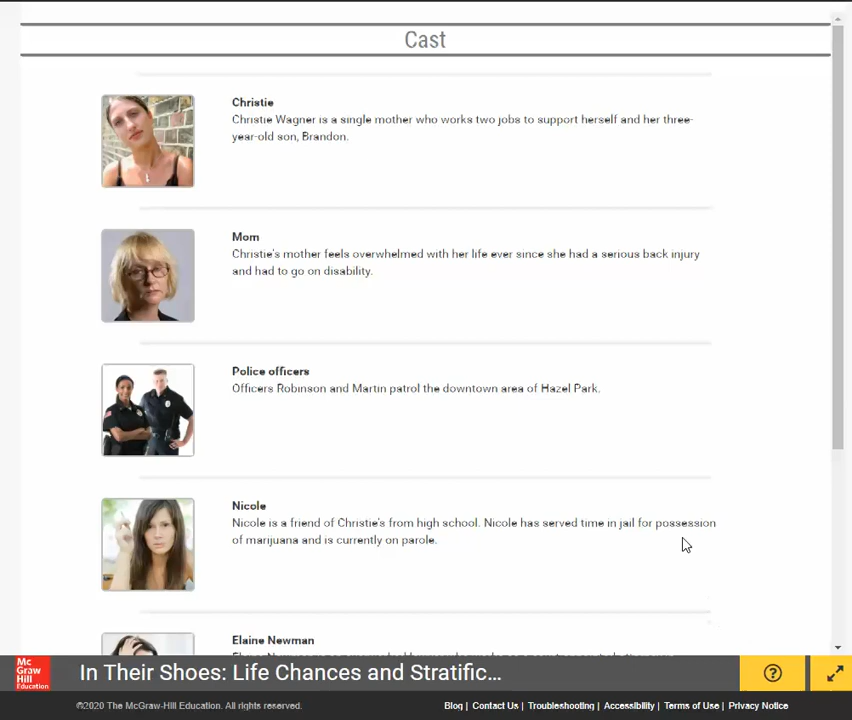 Cast
Christie
Christie Wagner is a single mother who works two jobs to support herself and her three-
year-old son, Brandon.
Mom
Christie's mother feels overwhelmed with her life ever since she had a serious back injury
and had to go on disability.
Police officers
Officers Robinson and Martin patrol the downtown area of Hazel Park.
Nicole
Nicole is a friend of Christie's from high school. Nicole has served time in jail for possession
of marijuana and is currently on parole.
Elaine Newman
Mc
Graw
Hill
Education
In Their Shoes: Life Chances and Stratific...
©2020 The McGraw-Hill Education. All rights reserved.
Blog | Contact Us | Troubleshooting | Accessibility | Terms of Use | Privacy Notice